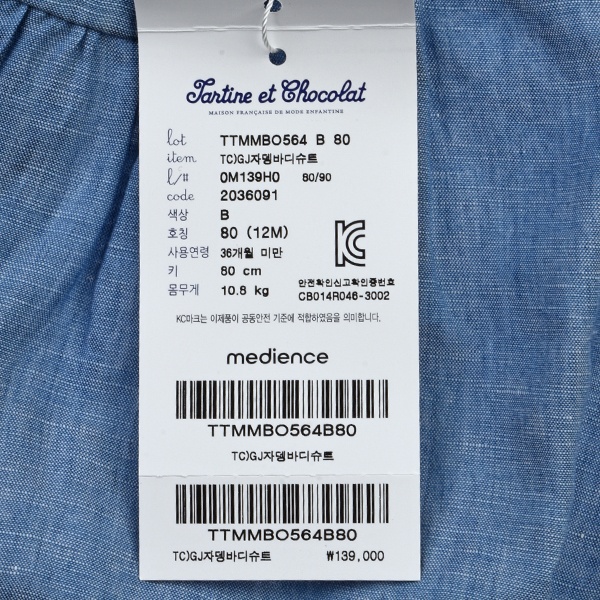 Tartine et Chocolat
MAISON FRANÇAISE DE MODE ENFANTINE
lot TTMMBO564 B 80
item TC)GJ자뎅바디슈트
l/# 0M139H0 80/90
code 2036091
색상 B
호칭 80 (12M)
사용연령 36개월 미만
키 80 cm
몸무게 10.8 kg
안전확인신고확인증번호
CB014R046-3002
KC마크는 이제품이 공통안전 기준에 적합하였음을 의미합니다.
medience
TTMMBO564B80
TC)GJ자뎅바디슈트
TTMMBO564B80
TC)GJ자뎅바디슈트 ₩139,000